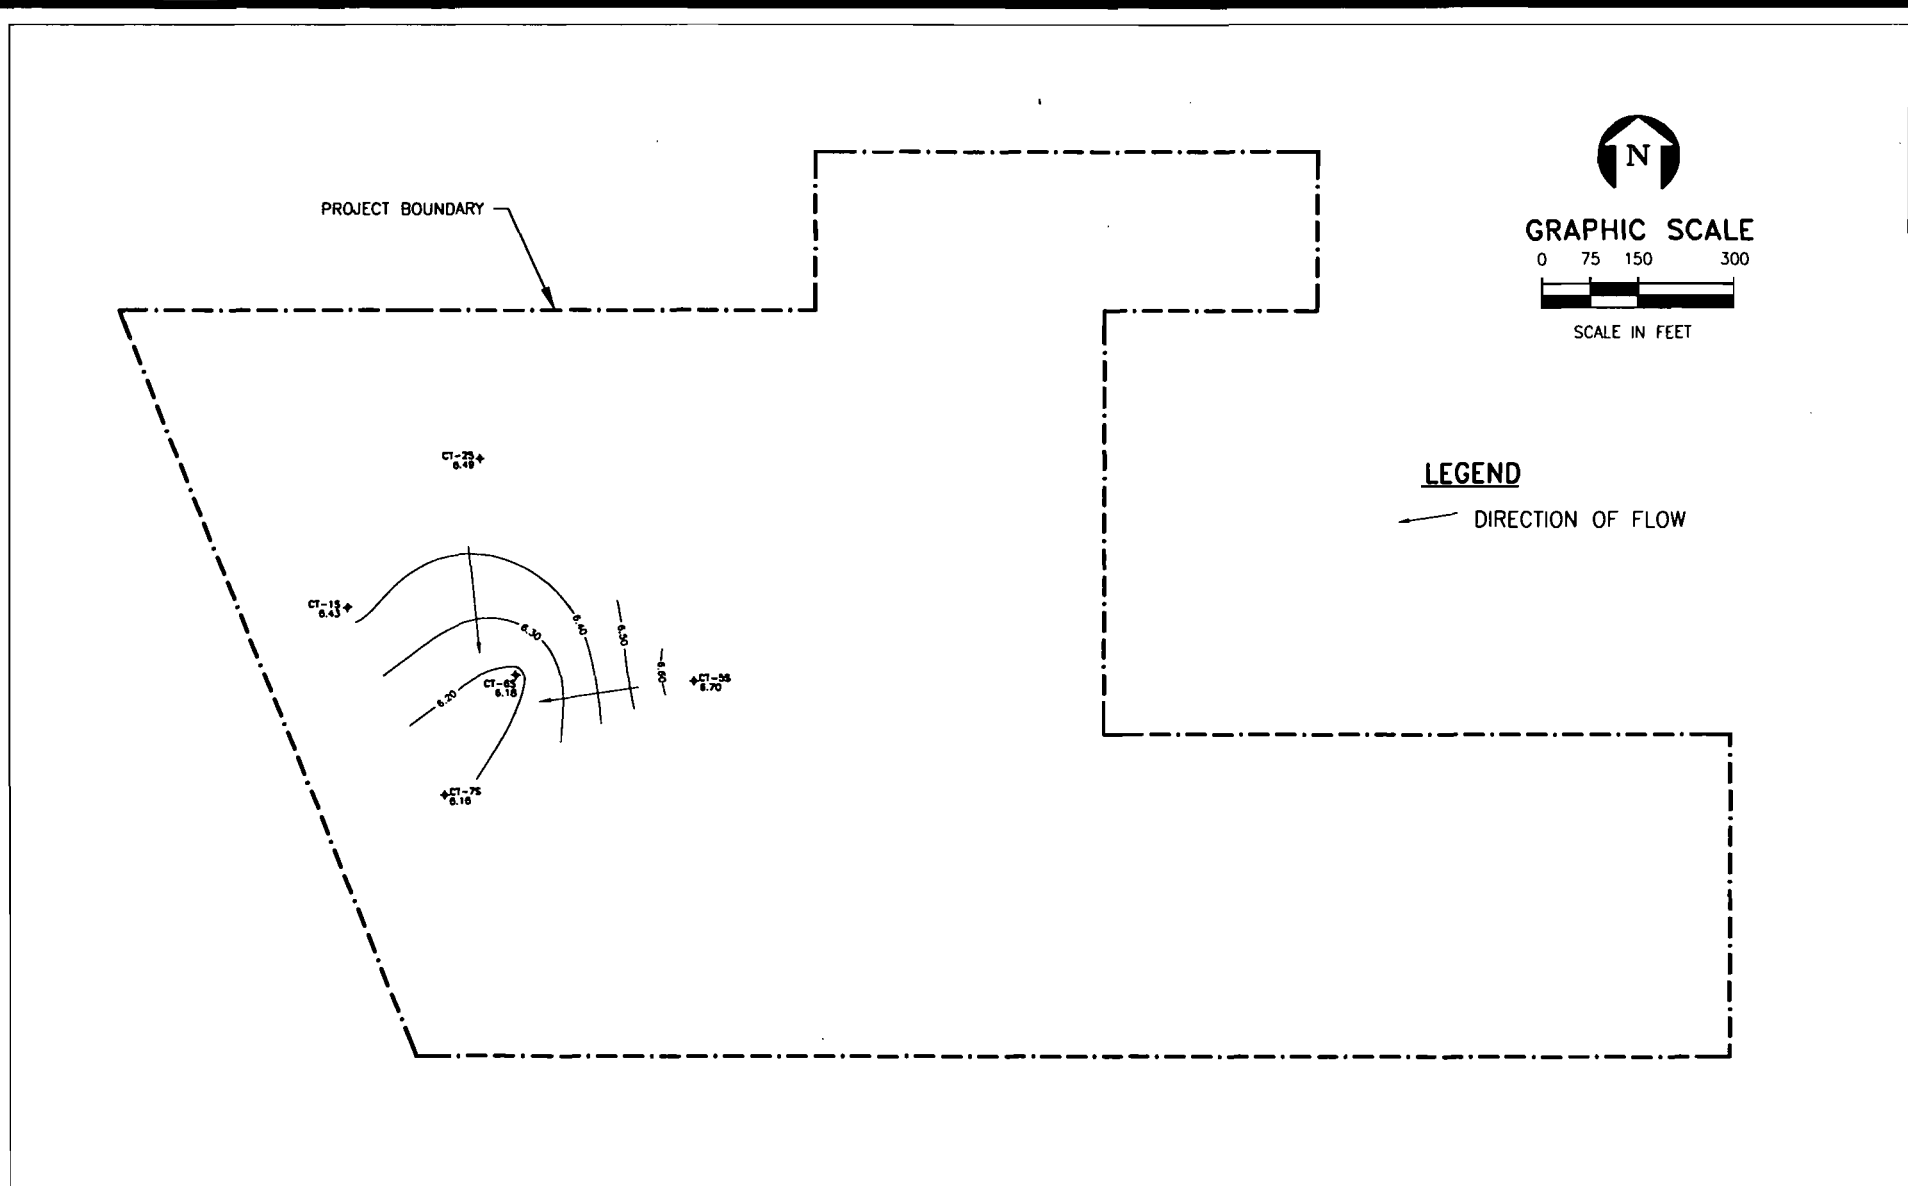 N
GRAPHIC SCALE
0 75 150 300
SCALE IN FEET
PROJECT BOUNDARY
LEGEND
DIRECTION OF FLOW
CT-2S
6.49
CT-1S
6.43
6.30
6.40
6.50
6.60
CT-5S
6.70
CT-6S
6.18
6.20
CT-7S
6.16